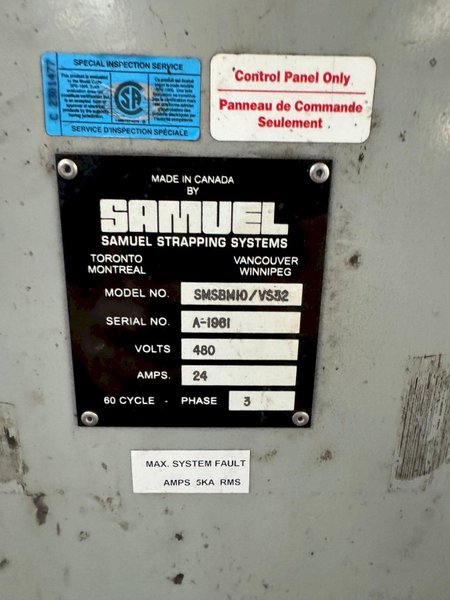 SPECIAL INSPECTION SERVICE
C 2301477
SA
SERVICE D'INSPECTION SPÉCIALE
Control Panel Only
Panneau de Commande
Seulement
MADE IN CANADA
BY
SAMUEL
SAMUEL STRAPPING SYSTEMS
TORONTO VANCOUVER
MONTREAL WINNIPEG
MODEL NO. SMSBM10/VS32
SERIAL NO. A-1961
VOLTS 480
AMPS. 24
60 CYCLE - PHASE 3
MAX. SYSTEM FAULT
AMPS 5KA RMS